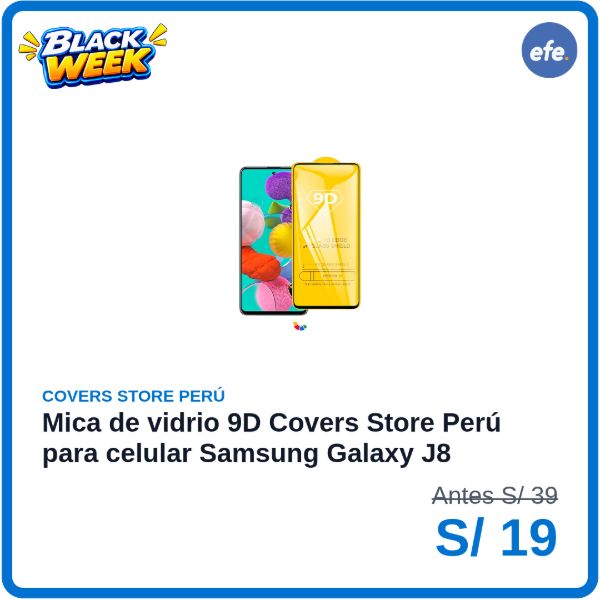 BLACK
WEEK
efe.
9D
COVERS STORE PERÚ
Mica de vidrio 9D Covers Store Perú
para celular Samsung Galaxy J8
Antes S/ 39
S/ 19